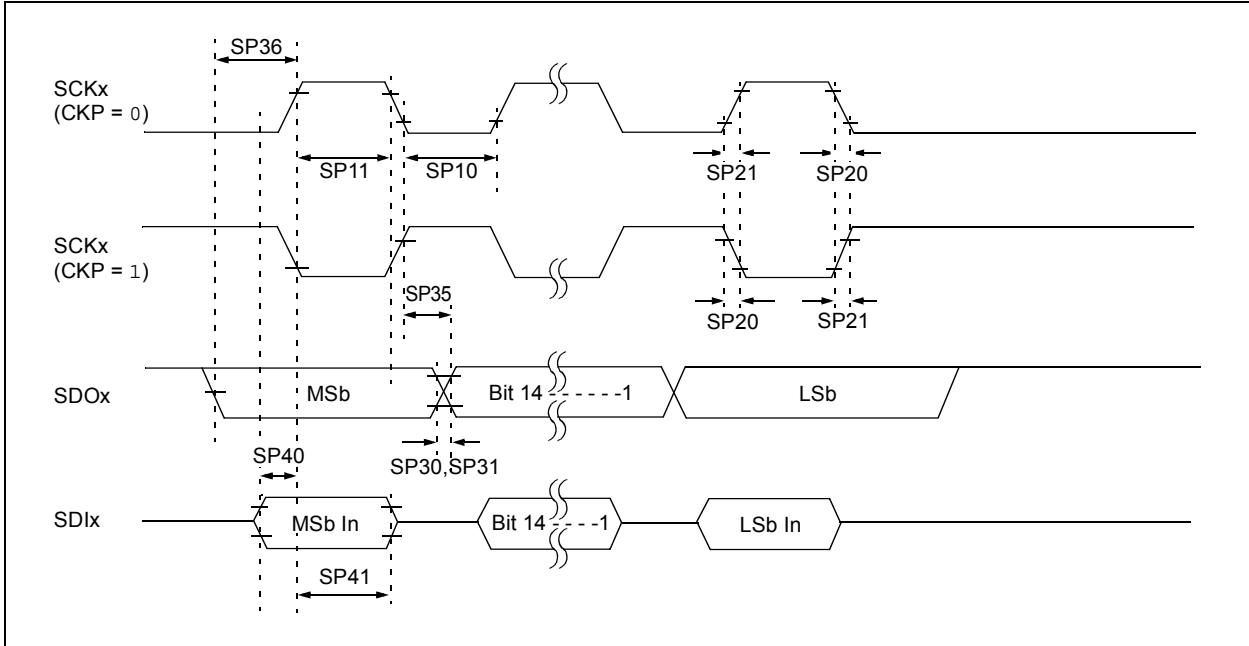 SP36
SCKx
(CKP = 0)
SP11
SP10
SP21
SP20
SCKx
(CKP = 1)
SP35
SP20
SP21
SDOx
MSb
Bit 14 - - - - - -1
LSb
SP40
SP30,SP31
SDIx
MSb In
Bit 14 - - - -1
LSb In
SP41